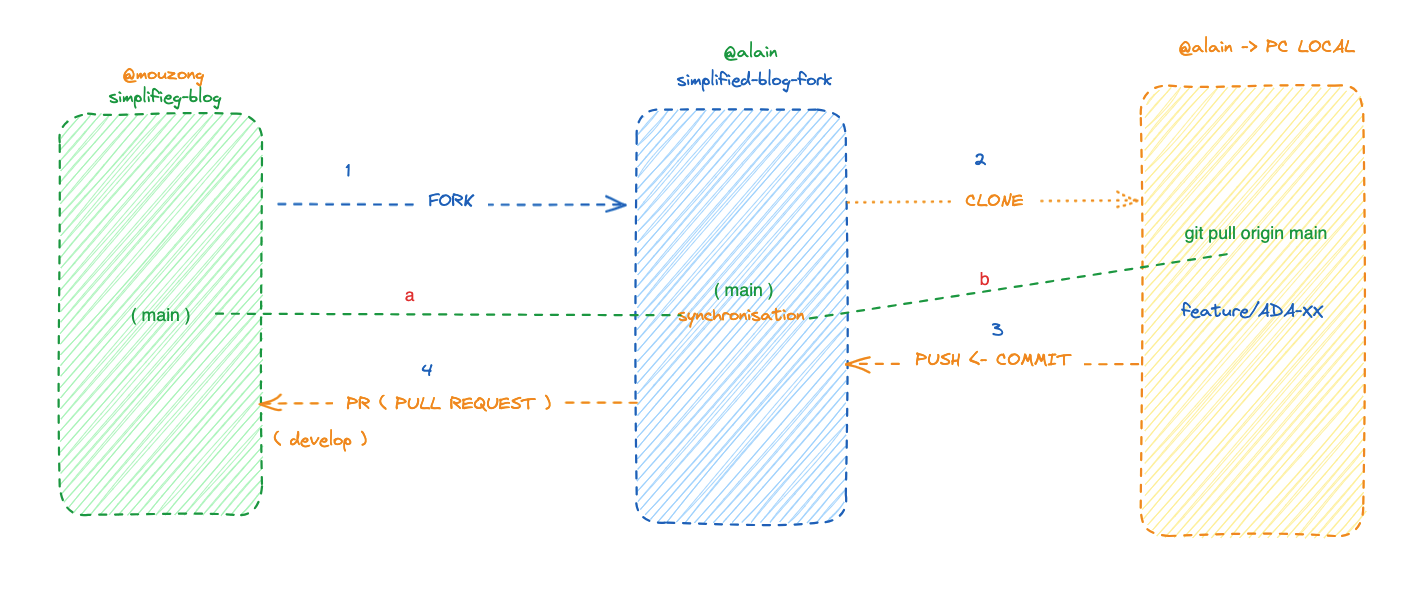 @mouzong
simplifieg-blog
( main )
1
FORK
a
4
PR ( PULL REQUEST )
( develop )
@alain
simplified-blog-fork
( main )
synchronisation
2
CLONE
b
3
PUSH <- COMMIT
@alain -> PC LOCAL
git pull origin main
feature/ADA-XX